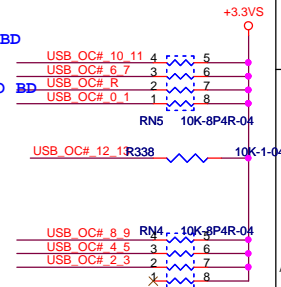 +3.3VS
BD
USB_OC#_10_11 4 5
USB_OC#_6_7 3 6
D BD USB_OC#_R 2 7
USB_OC#_0_1 1 8
RN5 10K-8P4R-04
USB_OC#_12_13 R338 10K-1-04
RN4 10K-8P4R-04
USB_OC#_8_9 4 5
USB_OC#_4_5 3 6
USB_OC#_2_3 2 7
1 8